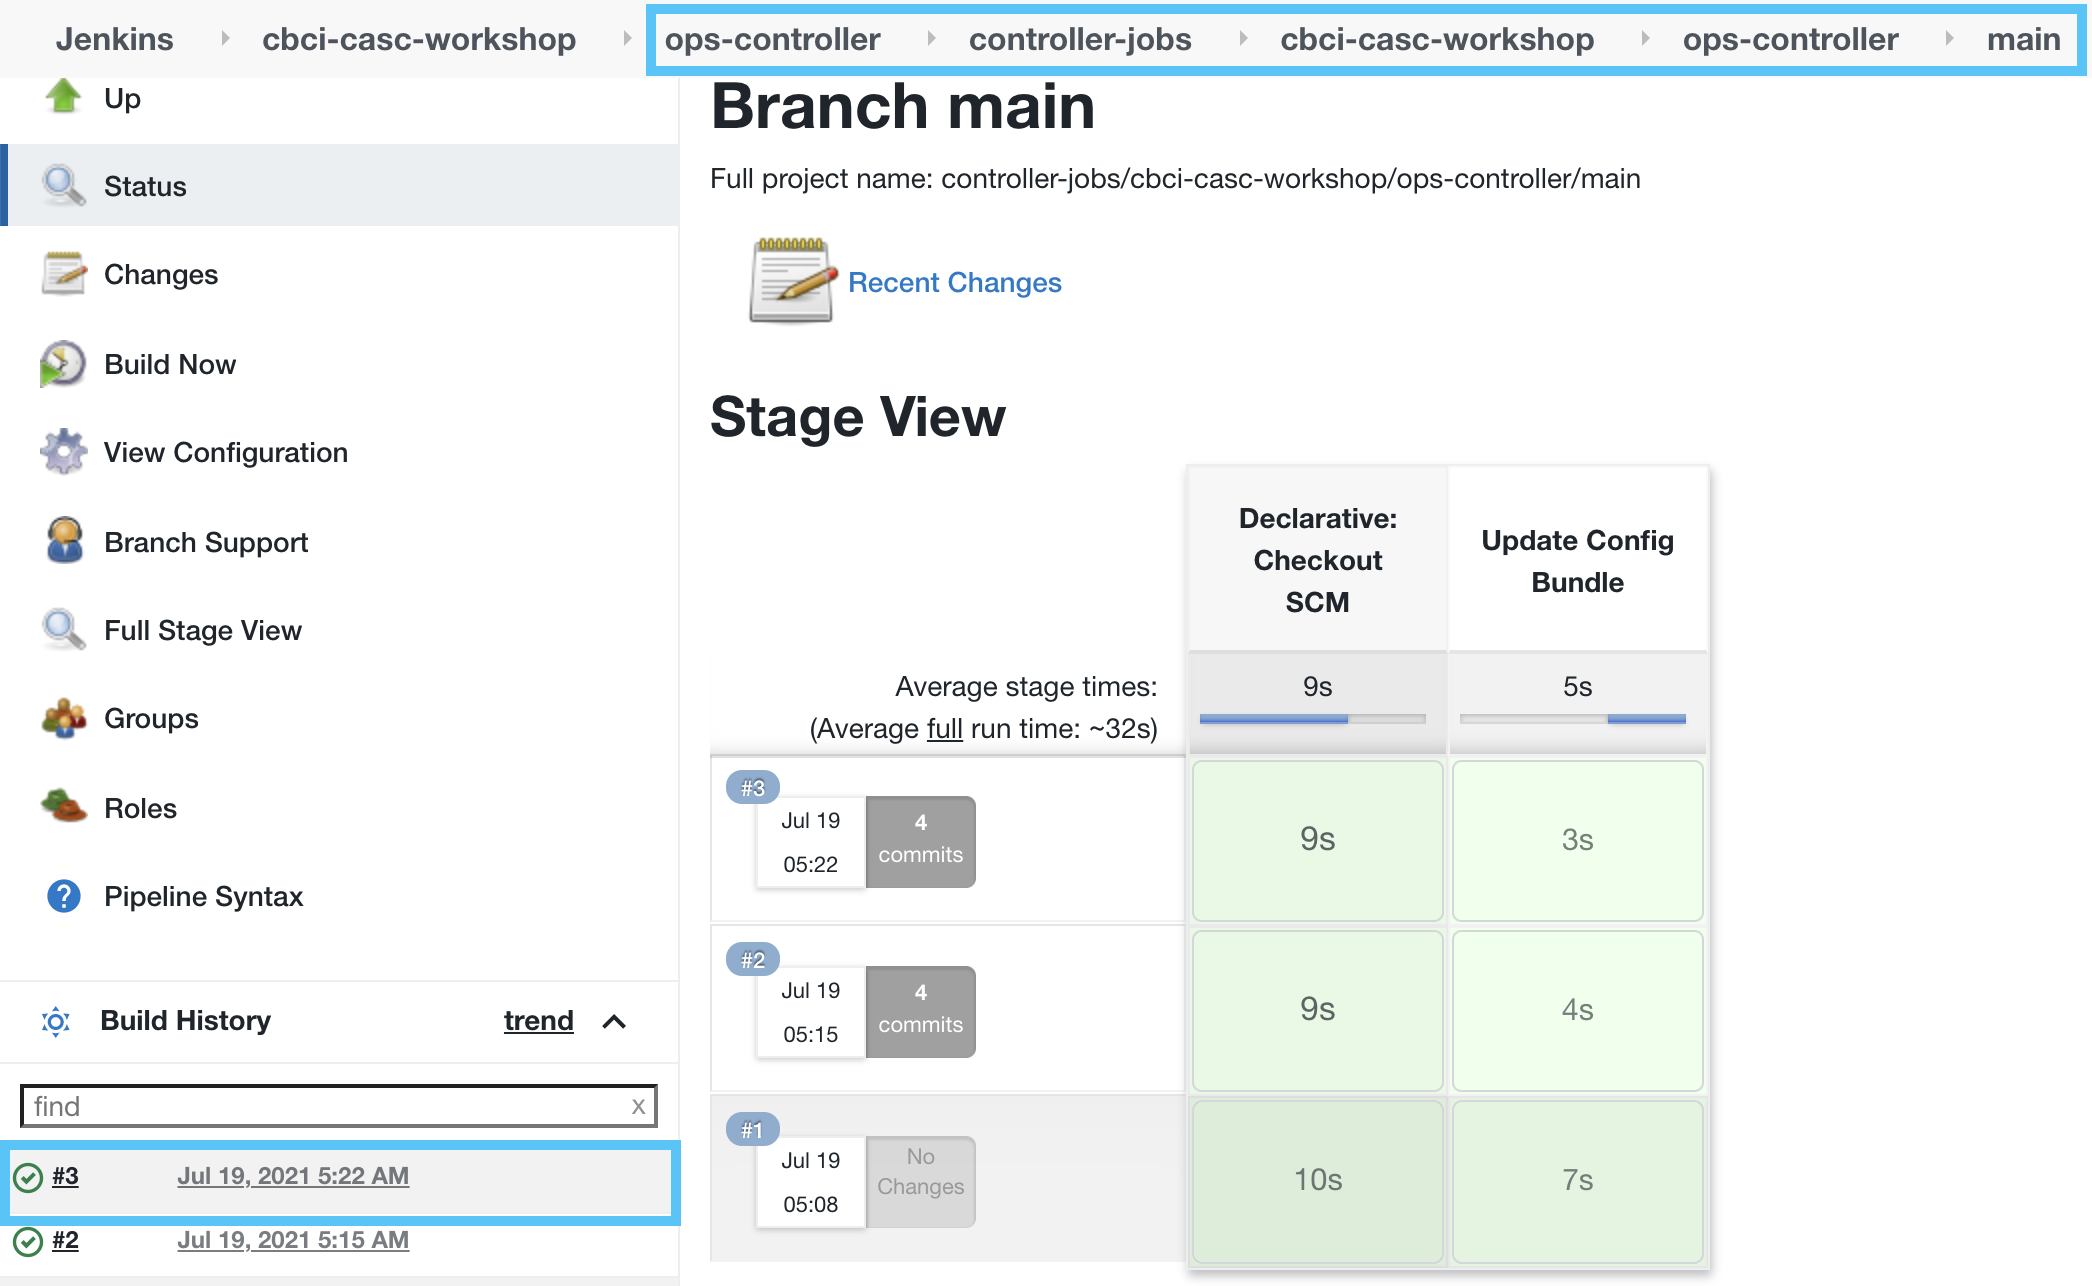 Jenkins cbci-casc-workshop ops-controller controller-jobs cbci-casc-workshop ops-controller main
Up
Status
Changes
Build Now
View Configuration
Branch Support
Full Stage View
Groups
Roles
? Pipeline Syntax
Build History trend
find x
#3 Jul 19, 2021 5:22 AM
#2 Jul 19, 2021 5:15 AM
Branch main
Full project name: controller-jobs/cbci-casc-workshop/ops-controller/main
Recent Changes
Stage View
Declarative:
Checkout
SCM
Update Config
Bundle
Average stage times:
(Average full run time: ~32s)
9s 5s
#3
Jul 19
05:22
4
commits
9s 3s
#2
Jul 19
05:15
4
commits
9s 4s
#1
Jul 19
05:08
No
Changes
10s 7s